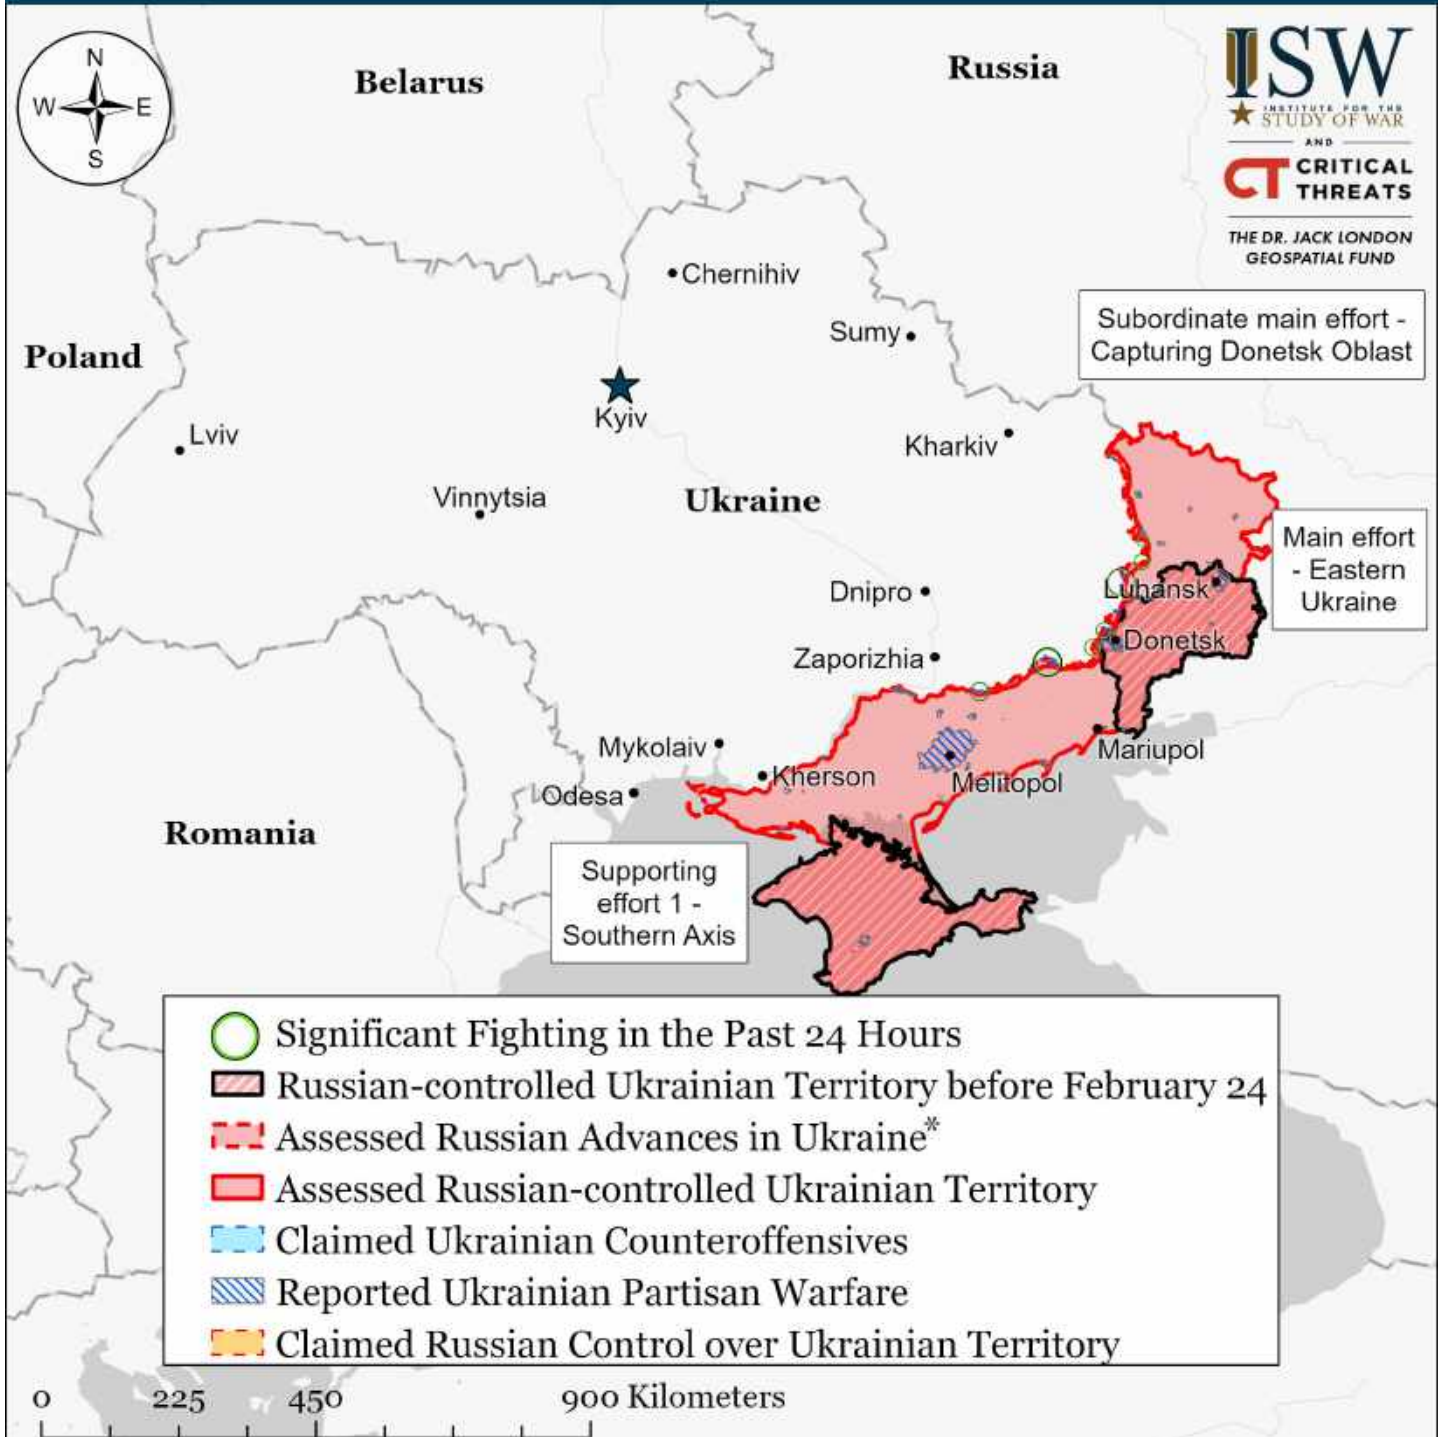 N
W E
S
Belarus
Russia
ISW
INSTITUTE FOR THE
STUDY OF WAR
AND
CT CRITICAL
THREATS
THE DR. JACK LONDON
GEOSPATIAL FUND
Chernihiv
Subordinate main effort -
Capturing Donetsk Oblast
Sumy
Poland
Kyiv
Lviv
Kharkiv
Vinnytsia
Ukraine
Main effort
- Eastern
Ukraine
Dnipro
Luhansk
Donetsk
Zaporizhia
Mykolaiv
Mariupol
Kherson
Melitopol
Odesa
Romania
Supporting
effort 1 -
Southern Axis
Significant Fighting in the Past 24 Hours
Russian-controlled Ukrainian Territory before February 24
Assessed Russian Advances in Ukraine*
Assessed Russian-controlled Ukrainian Territory
Claimed Ukrainian Counteroffensives
Reported Ukrainian Partisan Warfare
Claimed Russian Control over Ukrainian Territory
0 225 450 900 Kilometers